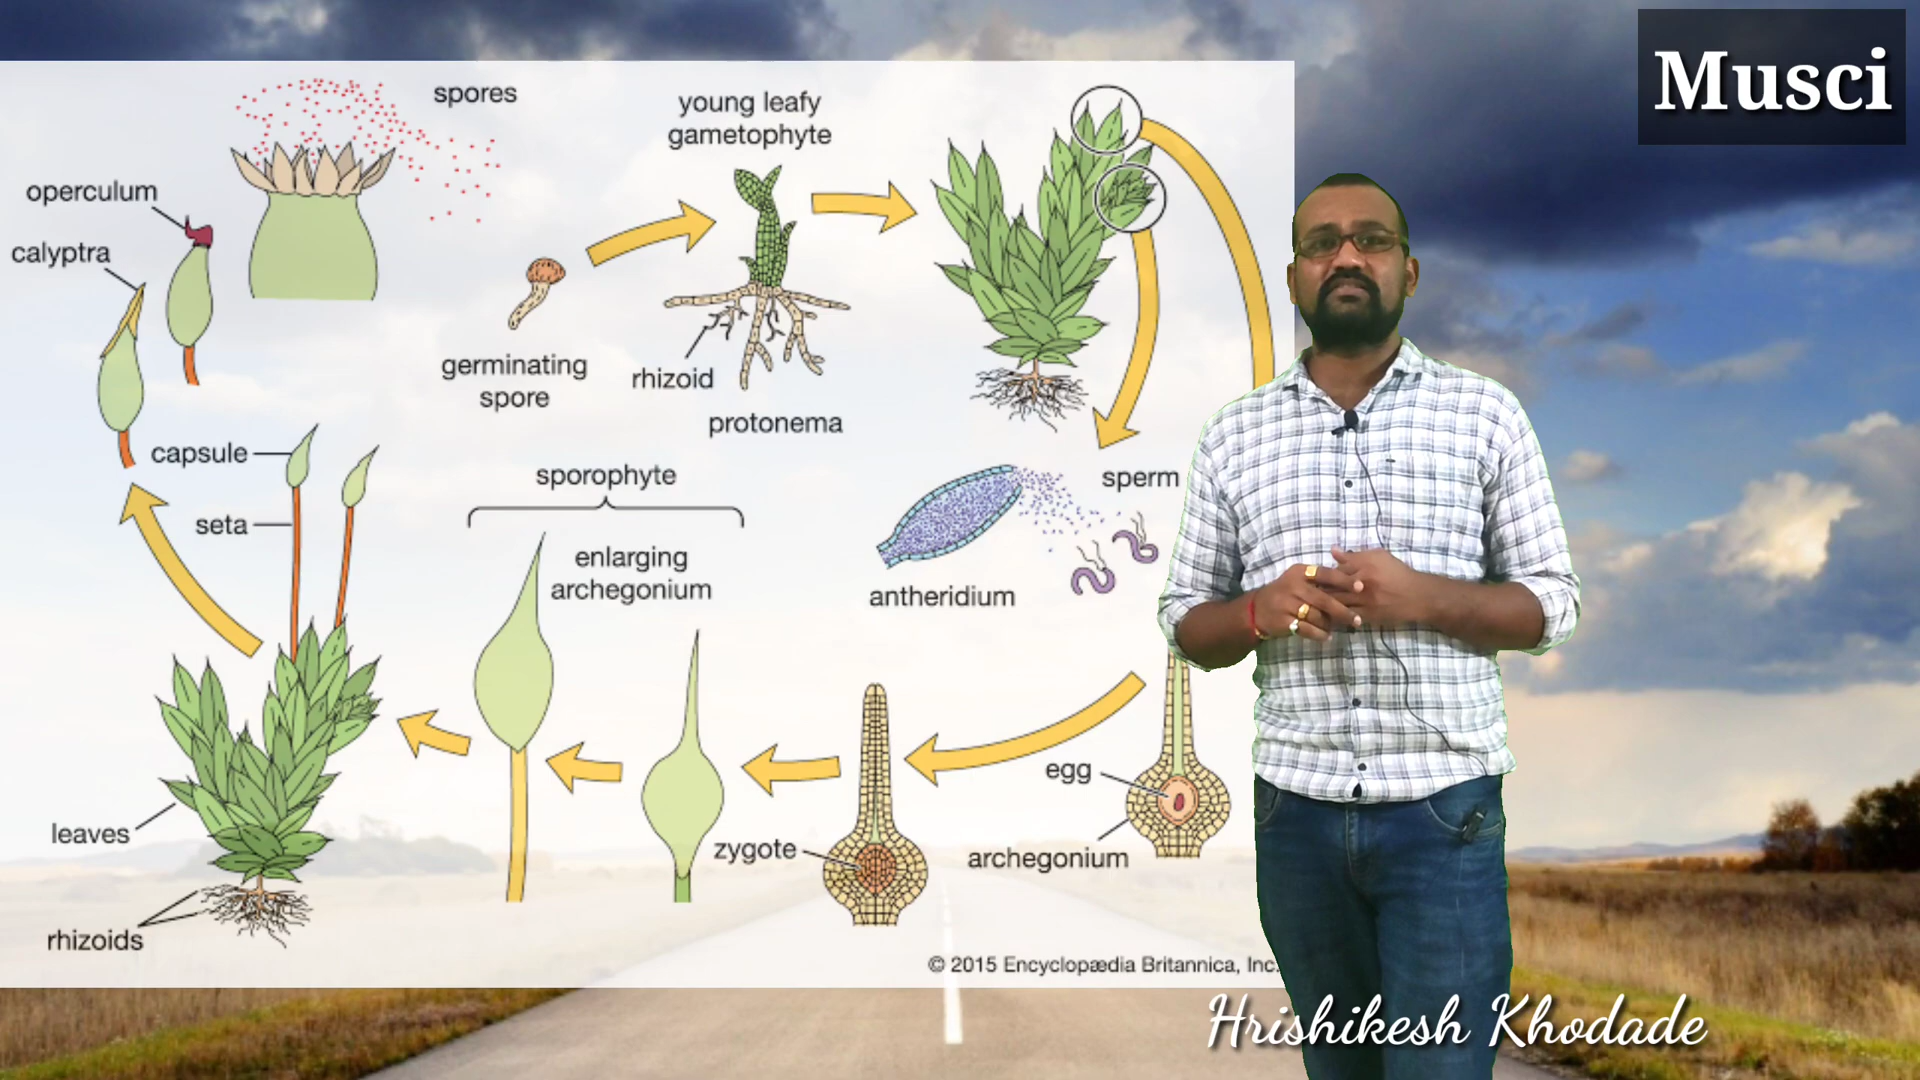 Musci
spores
young leafy
gametophyte
operculum
calyptra
germinating
spore
rhizoid
protonema
capsule
seta
sporophyte
enlarging
archegonium
sperm
antheridium
egg
archegonium
zygote
leaves
rhizoids
© 2015 Encyclopædia Britannica, Inc.
Hrishikesh Khodade